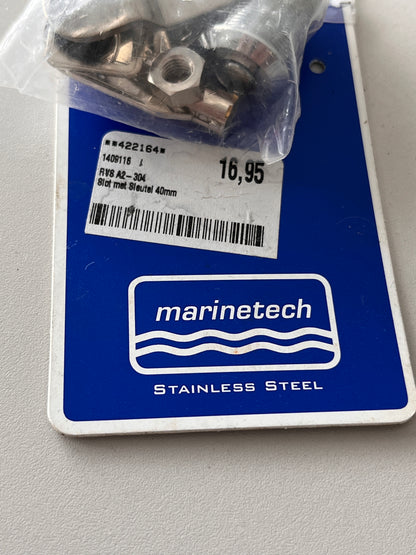 **422164*
1409116
16,95
RVS A2-304
Slot met Sleutel 40mm
marinetech
STAINLESS STEEL